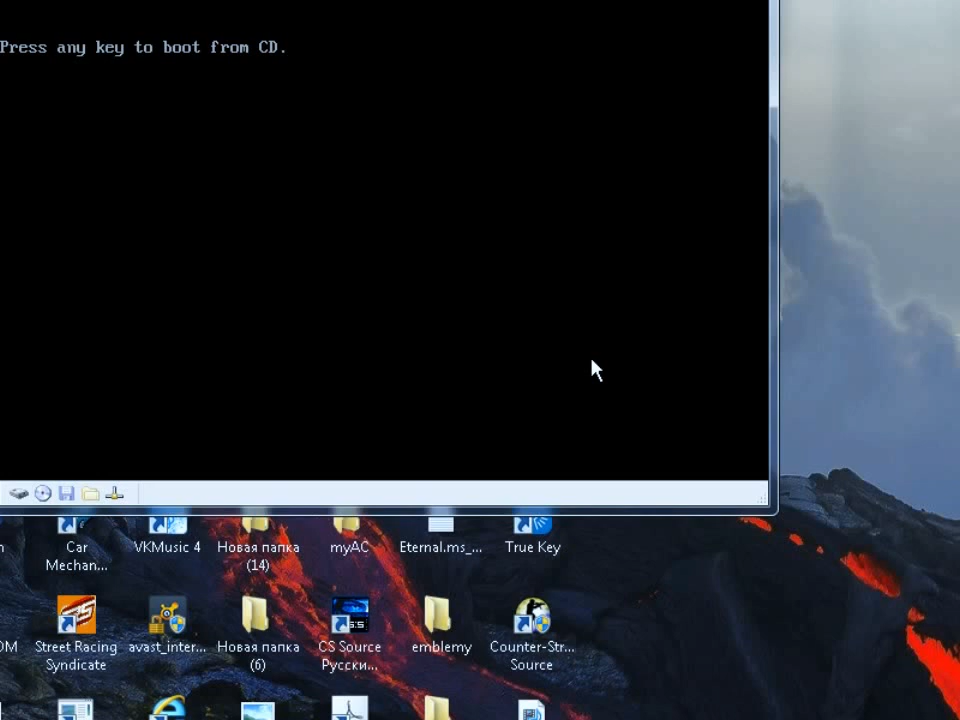 Press any key to boot from CD.
Car
Mechan...
VKMusic 4
Новая папка
(14)
myAC
Eternal.ms_...
True Key
Street Racing
Syndicate
avast_inter...
Новая папка
(6)
CS Source
Русски...
emblemy
Counter-Str...
Source